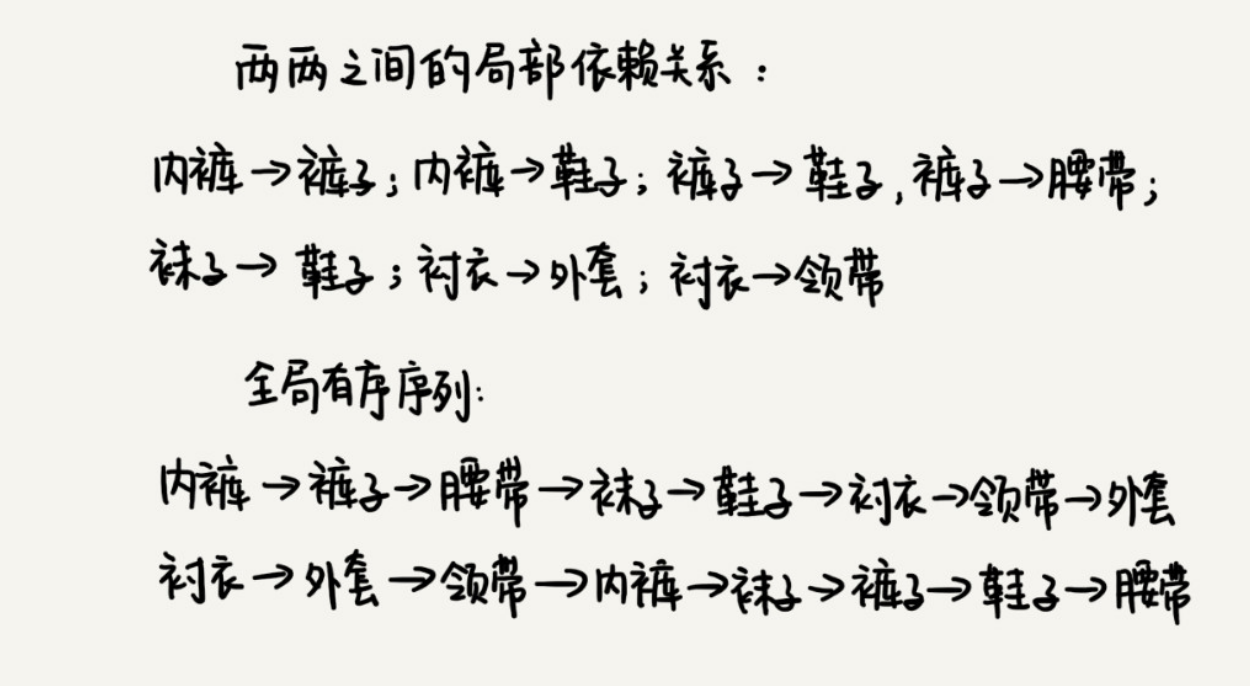 两两之间的局部依赖关系：
内裤→裤子；内裤→鞋子；裤子→鞋子，裤子→腰带；
袜子→鞋子；衬衣→外套；衬衣→领带
全局有序序列：
内裤→裤子→腰带→袜子→鞋子→衬衣→领带→外套
衬衣→外套→领带→内裤→袜子→裤子→鞋子→腰带